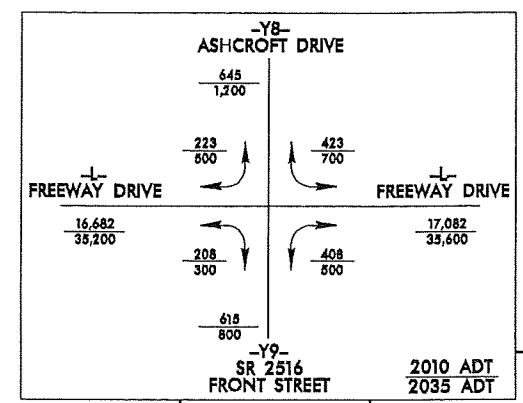 -Y8-
ASHCROFT DRIVE
645
1,200
223
500
423
700
-L-
FREEWAY DRIVE
-L-
FREEWAY DRIVE
16,682
35,200
17,082
35,600
208
300
408
500
615
800
-Y9-
SR 2516
FRONT STREET
2010 ADT
2035 ADT